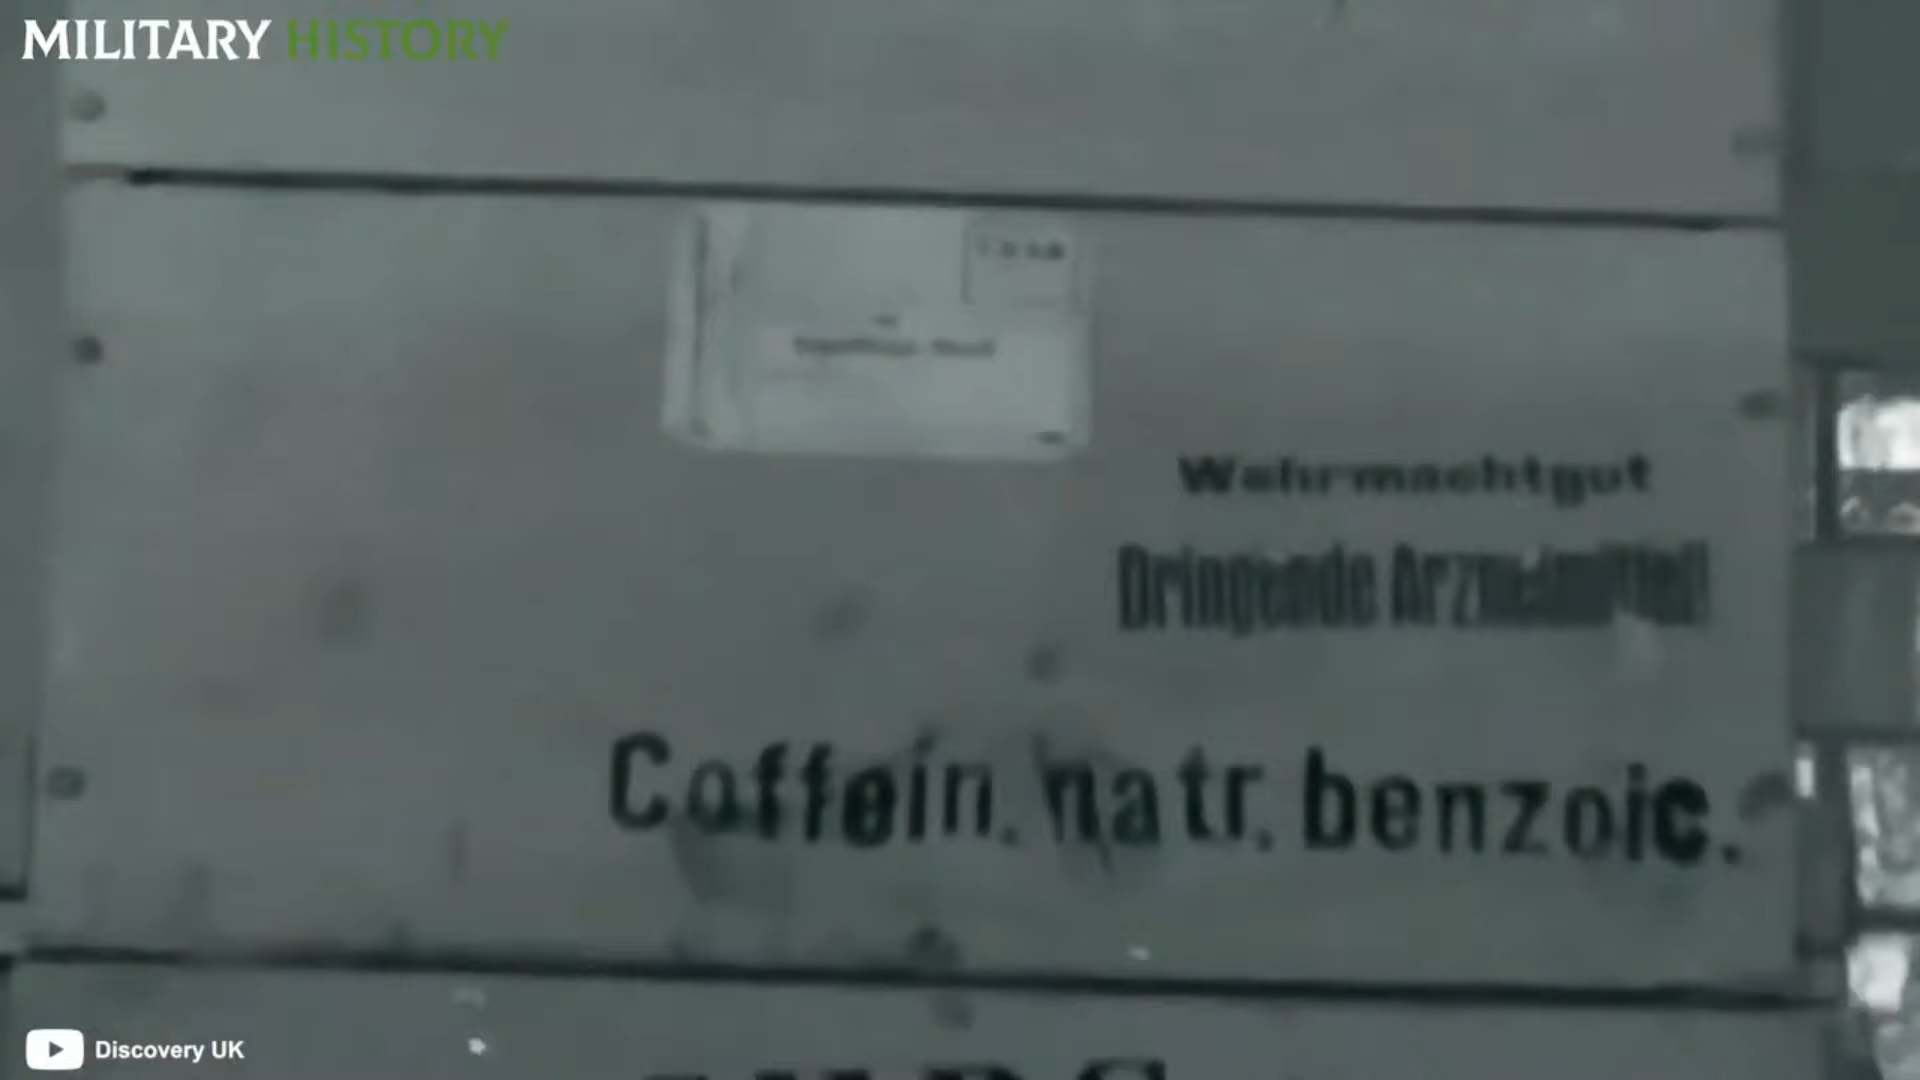 MILITARY HISTORY
Wehrmachtgut
Dringende Arzneimittel!
Coffein. natr. benzoic.
Discovery UK